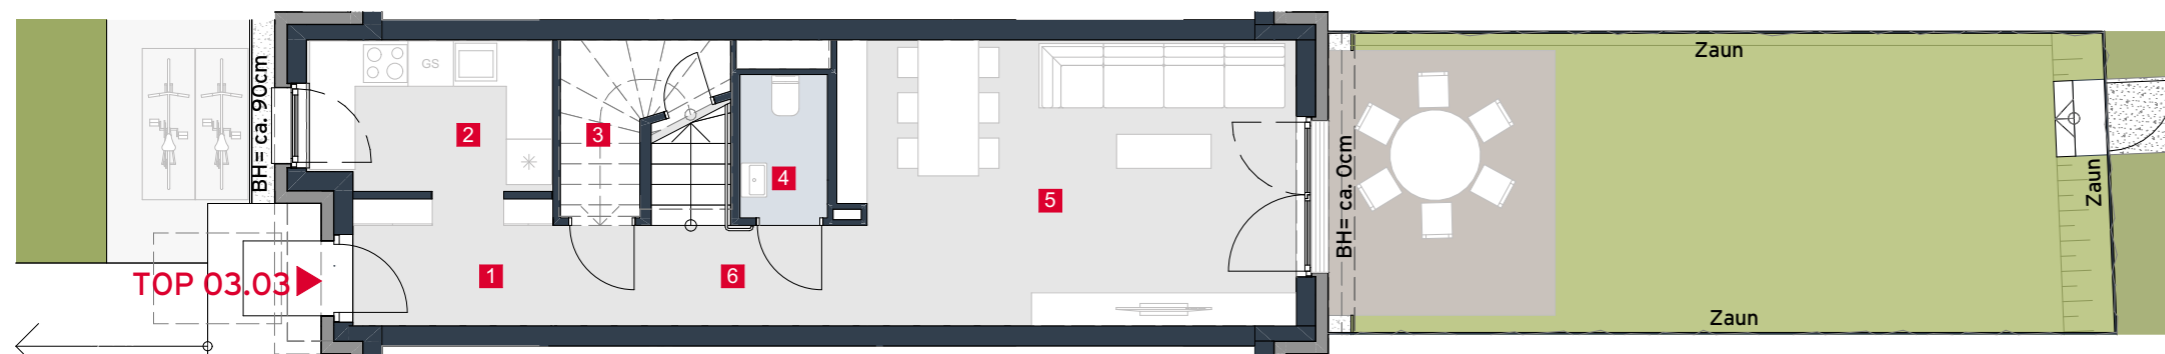 BH= ca. 90cm
GS
2
3
4
5
1
6
TOP 03.03
BH= ca. 0cm
Zaun
Zaun
Zaun